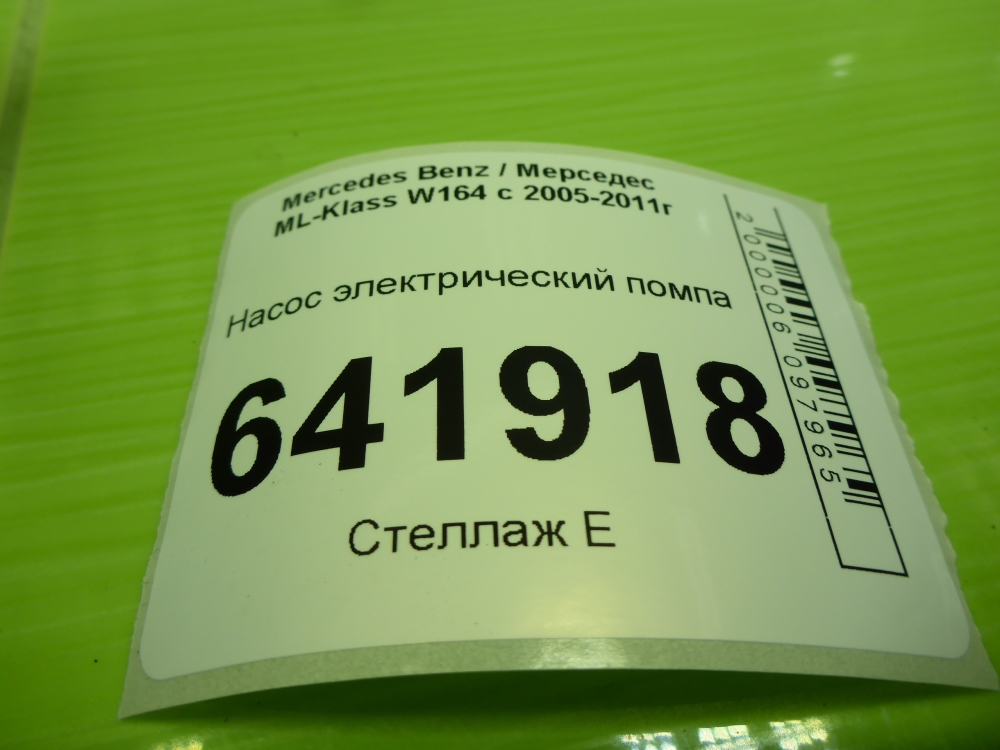 Mercedes Benz / Мерседес
ML-Klass W164 с 2005-2011г
Насос электрический помпа
641918
Стеллаж Е
2000006097965